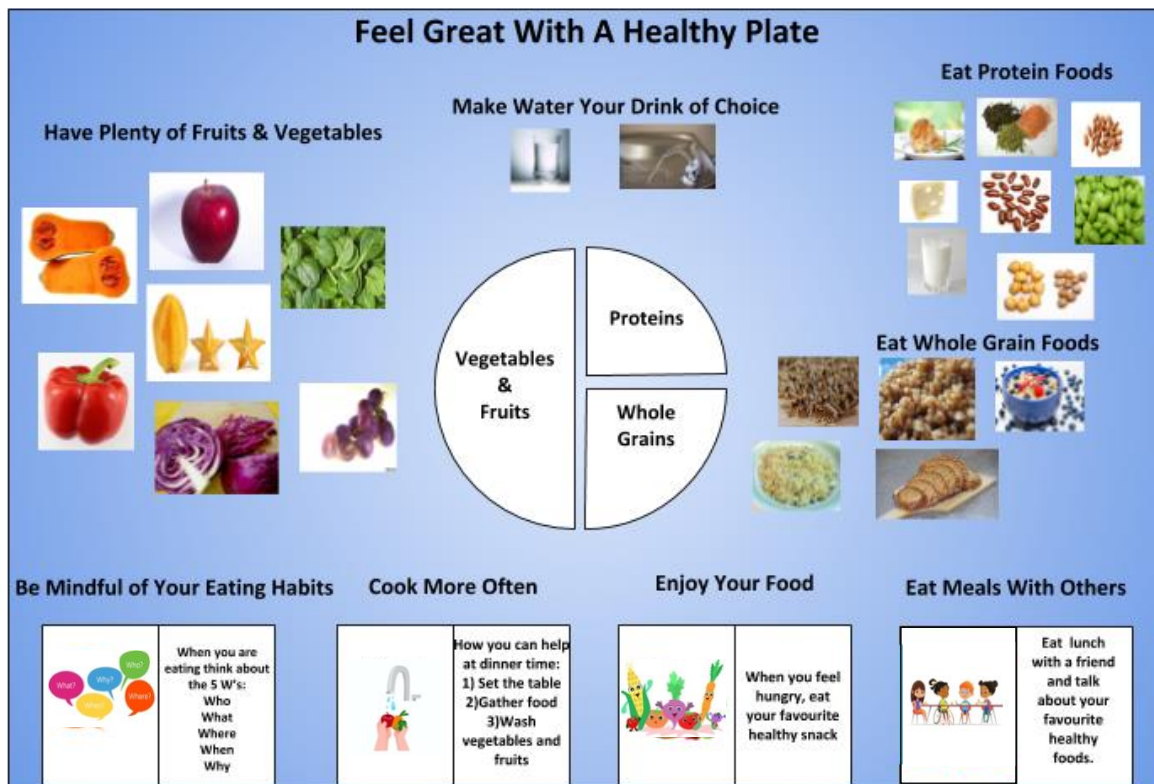 Feel Great With A Healthy Plate
Eat Protein Foods
Make Water Your Drink of Choice
Have Plenty of Fruits & Vegetables
Proteins
Vegetables
&
Fruits
Eat Whole Grain Foods
Whole
Grains
Be Mindful of Your Eating Habits
Cook More Often
Enjoy Your Food
Eat Meals With Others
What?
Why?
Who?
When?
Where?
When you are
eating think about
the 5 W's:
Who
What
Where
When
Why
How you can help
at dinner time:
1) Set the table
2)Gather food
3)Wash
vegetables and
fruits
When you feel
hungry, eat
your favourite
healthy snack
Eat lunch
with a friend
and talk
about your
favourite
healthy
foods.